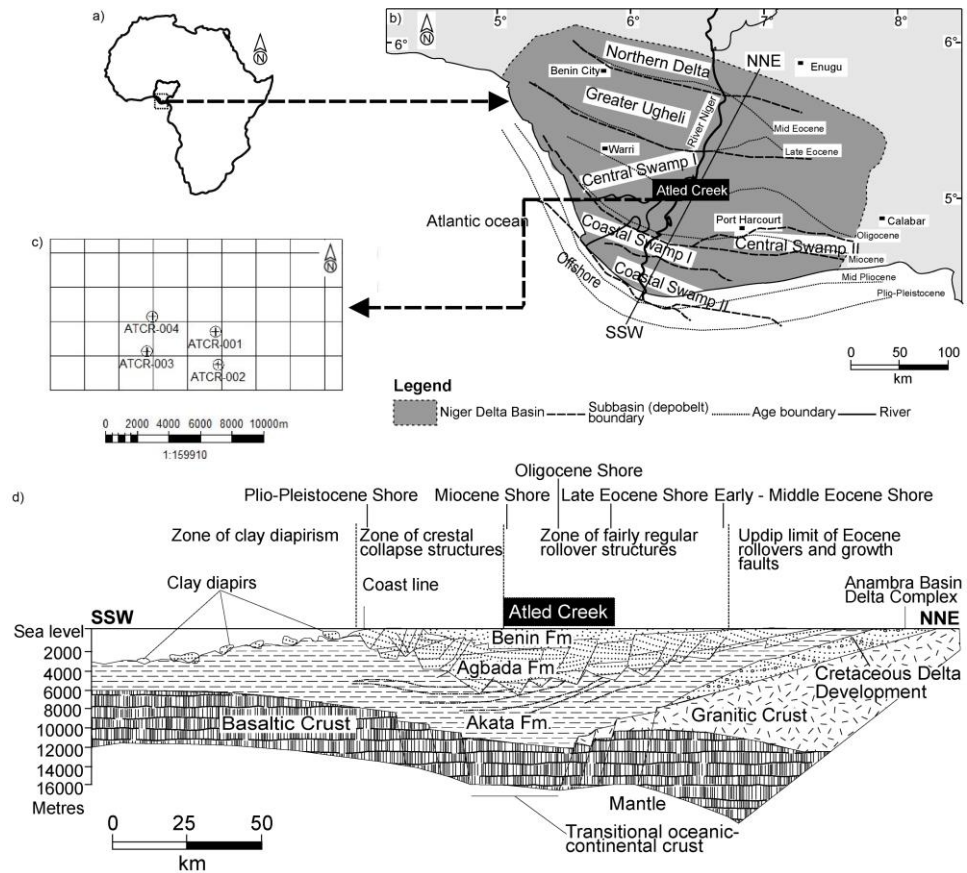 a)
N
b)
5°
6°
7°
8°
6°
6°
N
Northern Delta
NNE
Benin City
Enugu
Greater Ugheli
River Niger
Mid Eocene
Warri
Late Eocene
Central Swamp I
Atled Creek
5°
5°
Atlantic ocean
Port Harcourt
Calabar
Oligocene
Coastal Swamp I
Central Swamp II
Miocene
Offshore
Mid Pliocene
Coastal Swamp II
Plio-Pleistocene
SSW
0 50 100
km
c)
N
ATCR-004
ATCR-001
ATCR-003
ATCR-002
0 2000 4000 6000 8000 10000m
1:159910
Legend
Niger Delta Basin
Subbasin (depobelt)
boundary
Age boundary
River
d)
Oligocene Shore
Plio-Pleistocene Shore
Miocene Shore
Late Eocene Shore
Early - Middle Eocene Shore
Zone of clay diapirism
Zone of crestal
collapse structures
Zone of fairly regular
rollover structures
Updip limit of Eocene
rollovers and growth
faults
Clay diapirs
Coast line
Anambra Basin
Delta Complex
SSW
Atled Creek
NNE
Sea level
2000
4000
6000
8000
10000
12000
14000
16000
Metres
Benin Fm
Agbada Fm.
Cretaceous Delta
Development
Basaltic Crust
Akata Fm.
Granitic Crust
Mantle
Transitional oceanic-
continental crust
0 25 50
km